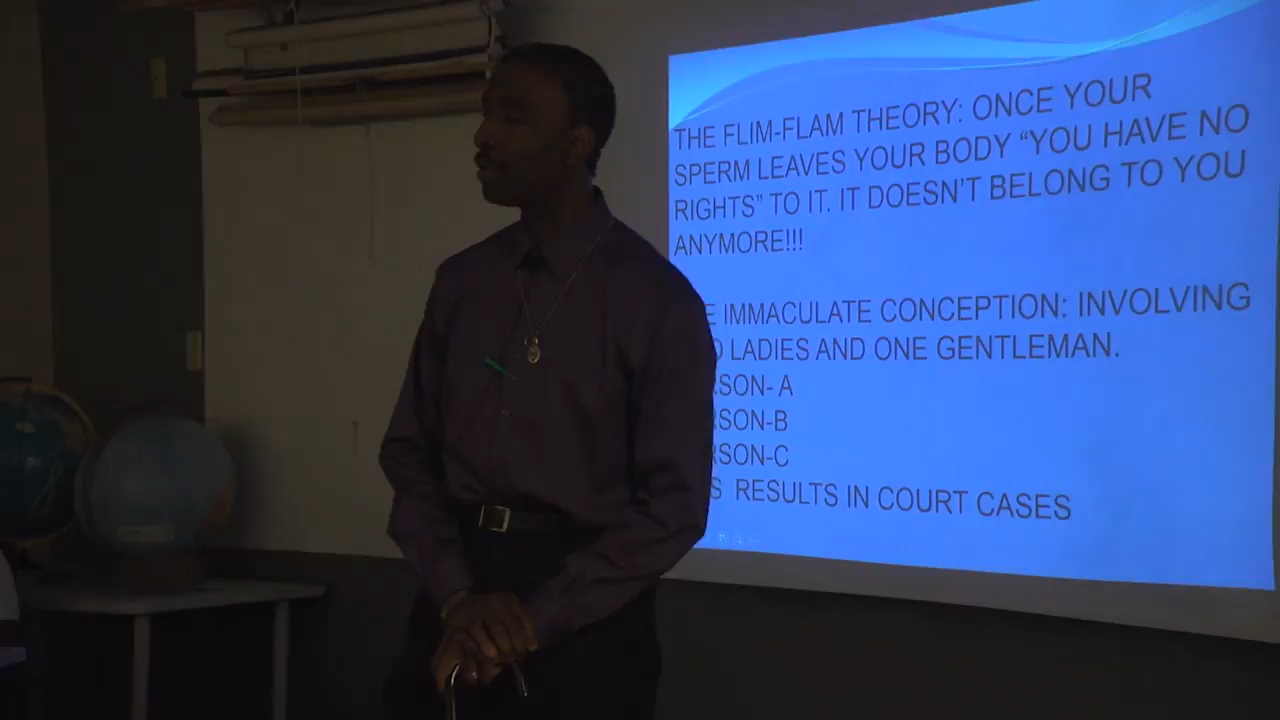 THE FLIM-FLAM THEORY: ONCE YOUR
SPERM LEAVES YOUR BODY “YOU HAVE NO
RIGHTS” TO IT. IT DOESN’T BELONG TO YOU
ANYMORE!!!
E IMMACULATE CONCEPTION: INVOLVING
O LADIES AND ONE GENTLEMAN.
RSON- A
RSON-B
RSON-C
S RESULTS IN COURT CASES